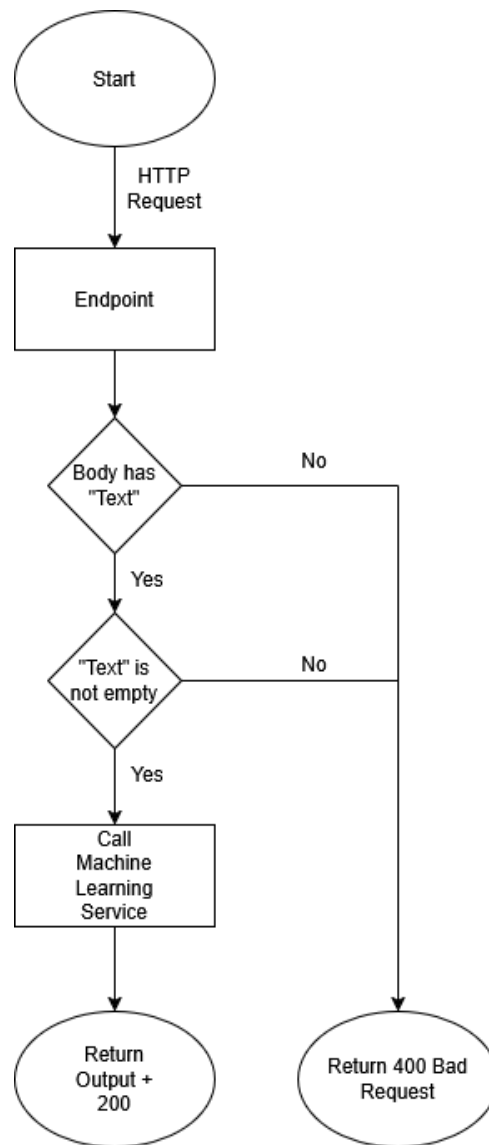 Start
HTTP
Request
Endpoint
Body has
"Text"
No
Yes
"Text" is
not empty
No
Yes
Call
Machine
Learning
Service
Return
Output +
200
Return 400 Bad
Request